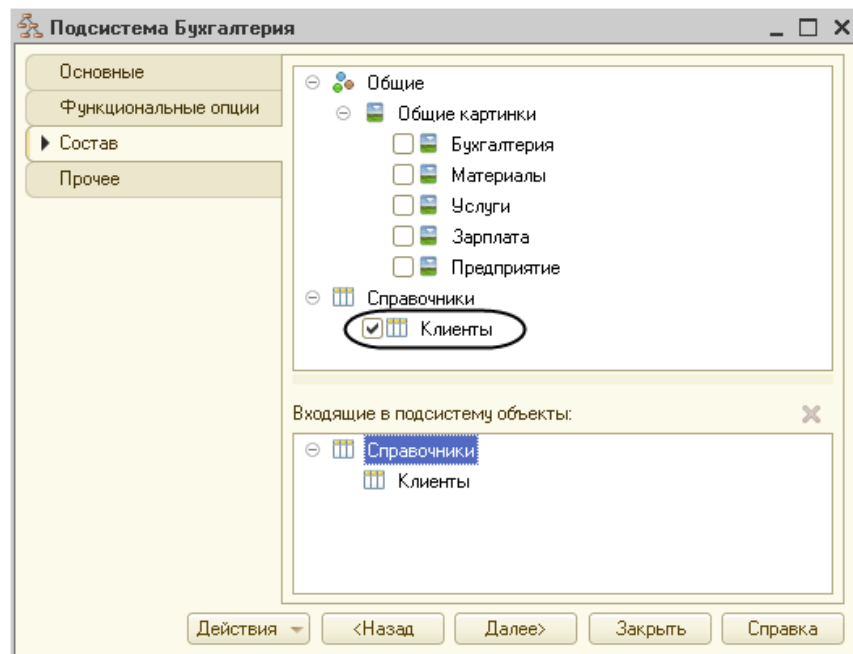 Подсистема Бухгалтерия
Основные
Функциональные опции
Состав
Прочее
Общие
Общие картинки
Бухгалтерия
Материалы
Услуги
Зарплата
Предприятие
Справочники
Клиенты
Входящие в подсистему объекты:
Справочники
Клиенты
Действия <Назад Далее> Закрыть Справка